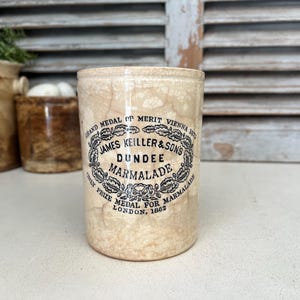 GRAND MEDAL OF MERIT VIENNA
JAMES KEILLER & SONS
DUNDEE
MARMALADE
PRIZE MEDAL FOR MARMALADE
LONDON, 1862